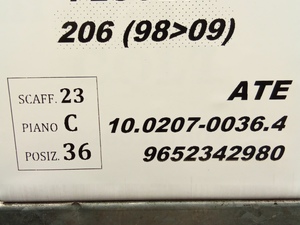 206 (98>09)
SCAFF. 23
PIANO C
POSIZ. 36
ATE
10.0207-0036.4
9652342980